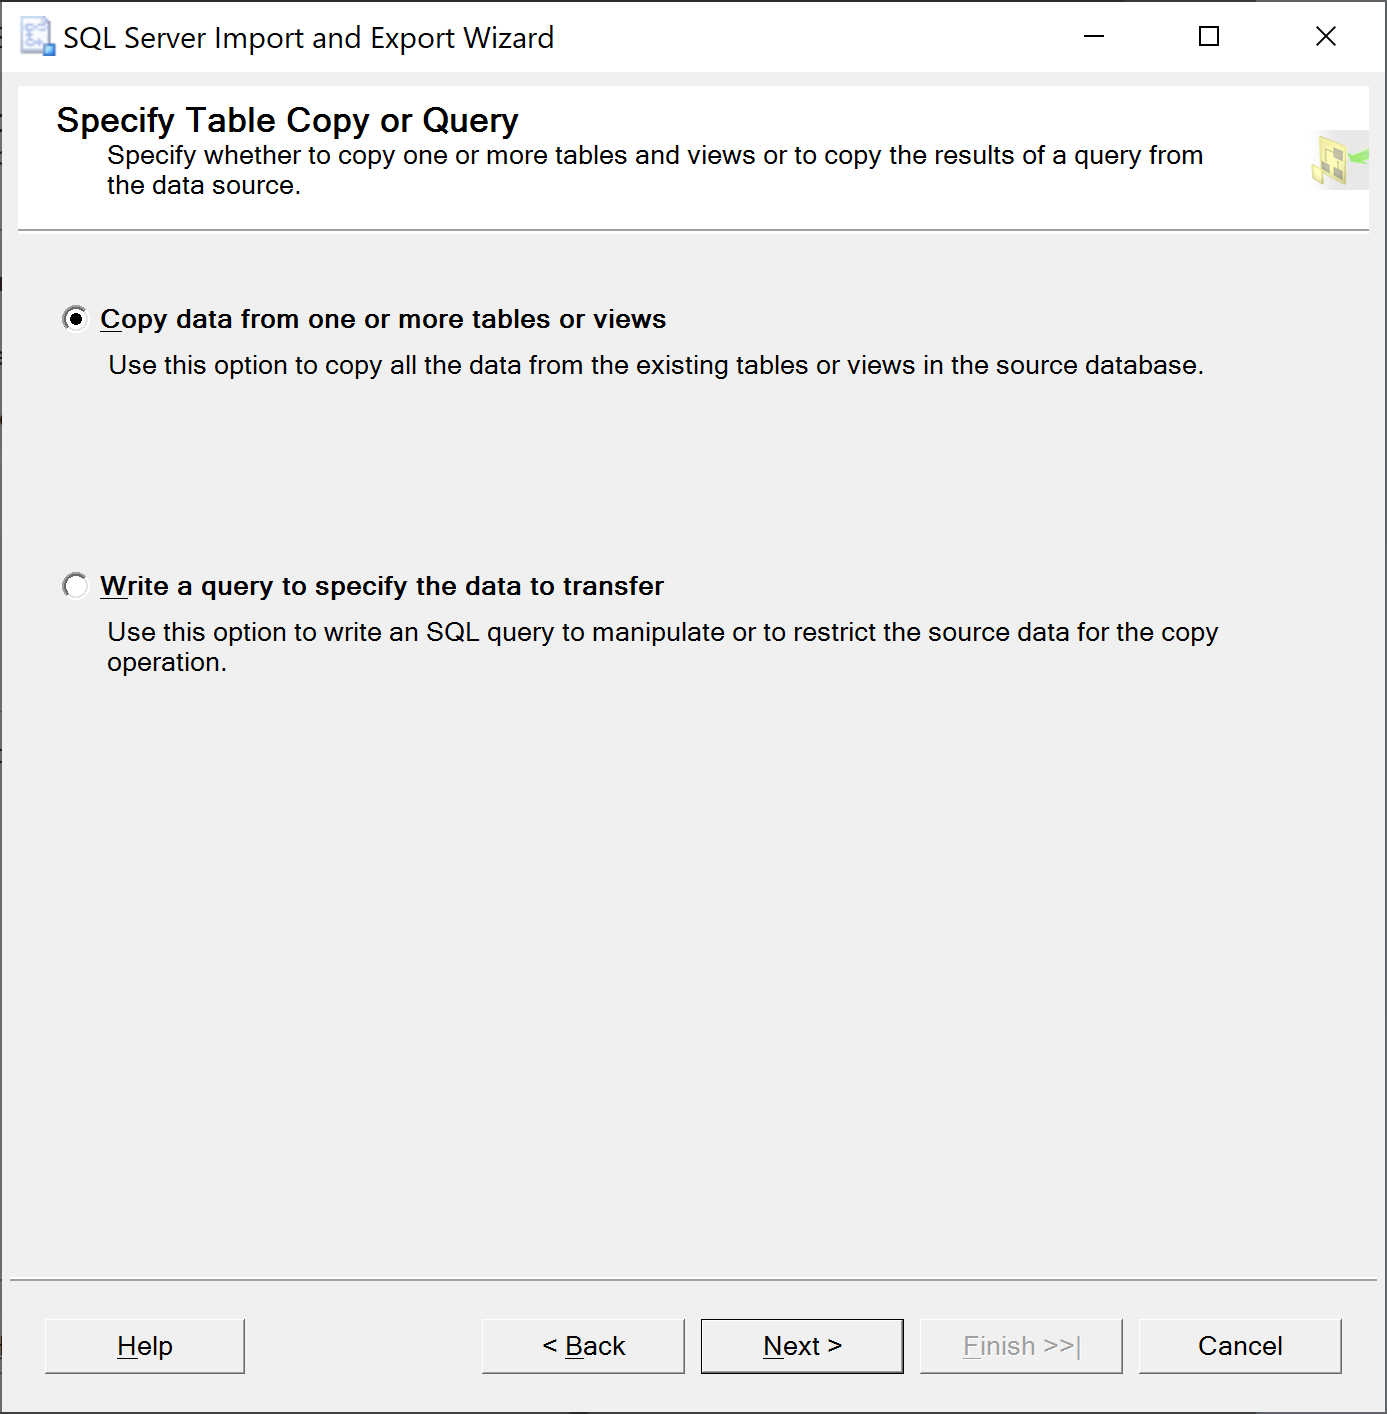 SQL Server Import and Export Wizard
Specify Table Copy or Query
Specify whether to copy one or more tables and views or to copy the results of a query from
the data source.
Copy data from one or more tables or views
Use this option to copy all the data from the existing tables or views in the source database.
Write a query to specify the data to transfer
Use this option to write an SQL query to manipulate or to restrict the source data for the copy
operation.
Help
< Back
Next >
Finish >>|
Cancel